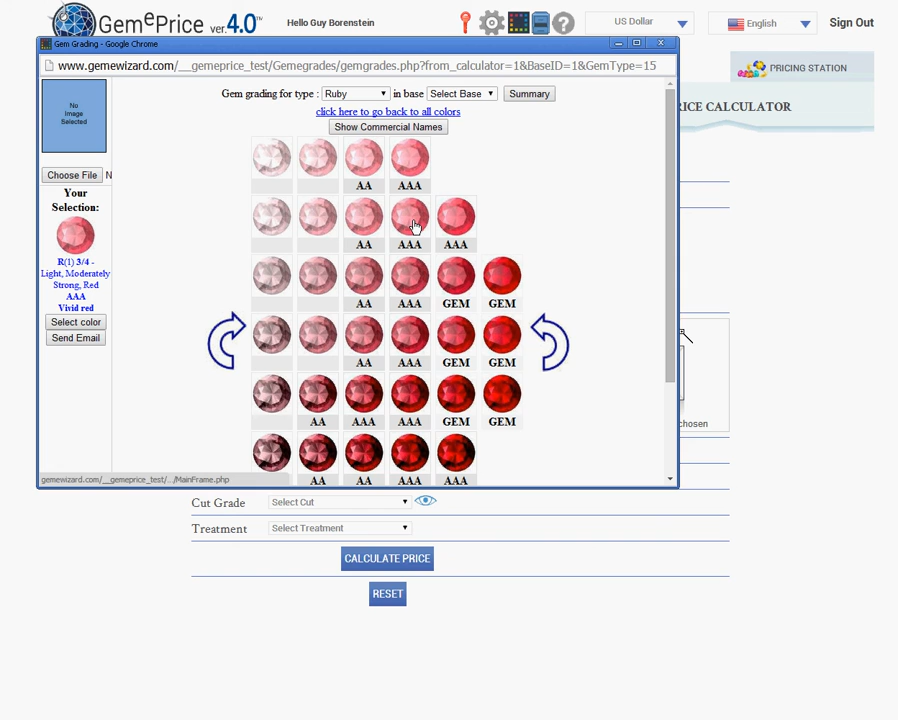 GemePrice ver.4.0™
Hello Guy Borenstein
US Dollar
English
Sign Out
Gem Grading - Google Chrome
www.gemewizard.com/__gemeprice_test/Gemegrades/gemgrades.php?from_calculator=1&BaseID=1&GemType=15
PRICING STATION
RICE CALCULATOR
No
Image
Selected
Choose File N
Your
Selection:
R(1) 3/4 -
Light, Moderately
Strong, Red
AAA
Vivid red
Select color
Send Email
Gem grading for type : Ruby in base Select Base Summary
click here to go back to all colors
Show Commercial Names
AA AAA
AA AAA AAA
AA AAA GEM GEM
AA AAA GEM GEM
AA AAA AAA GEM GEM
AA AA AAA AAA
chosen
gemewizard.com/__gemeprice_test/.../MainFrame.php
Cut Grade Select Cut
Treatment Select Treatment
CALCULATE PRICE
RESET